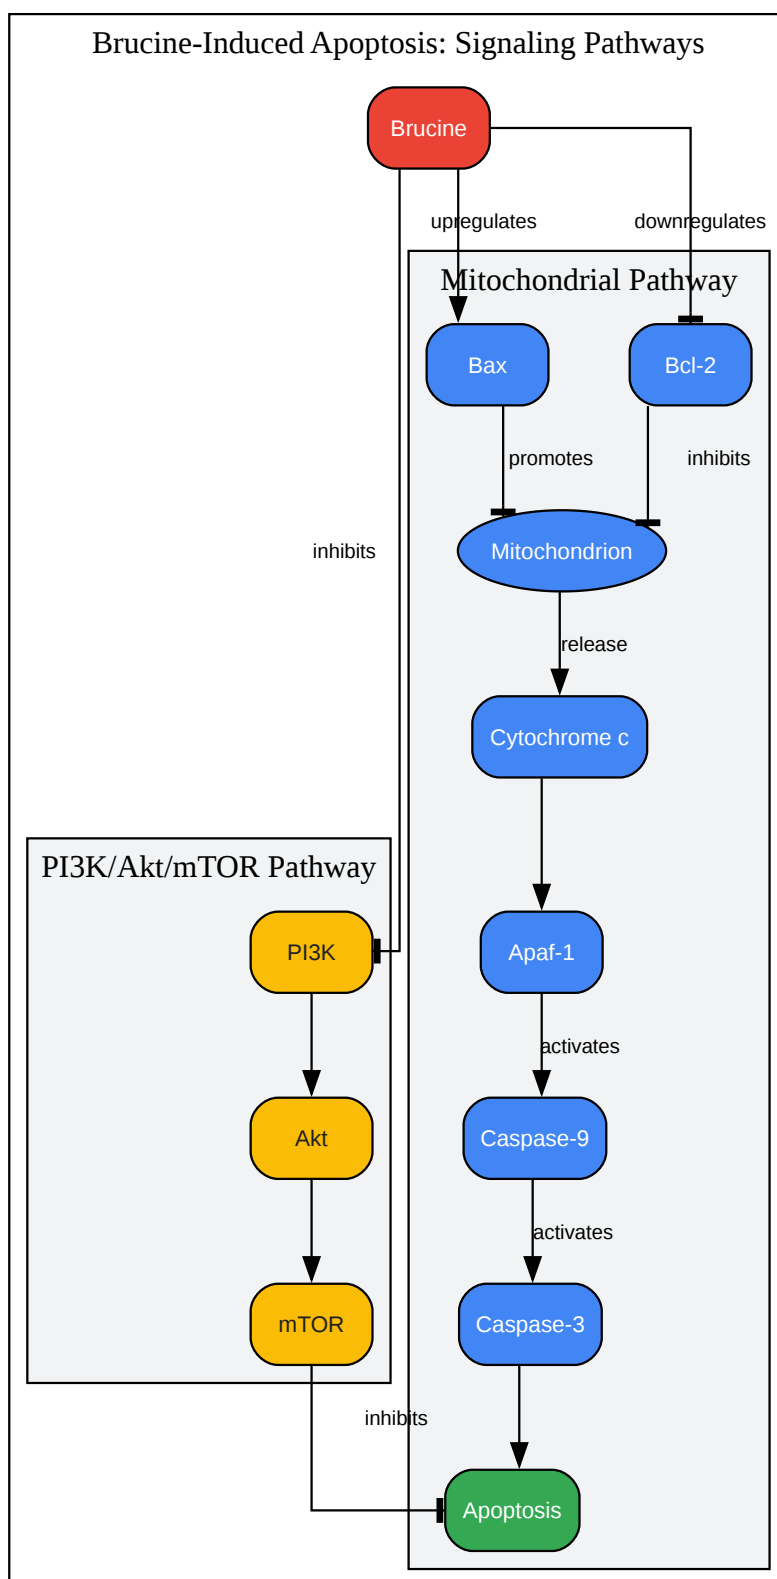 Brucine-Induced Apoptosis: Signaling Pathways
Brucine
upregulates
downregulates
Mitochondrial Pathway
Bax
Bcl-2
promotes
inhibits
inhibits
Mitochondrion
release
Cytochrome c
PI3K/Akt/mTOR Pathway
PI3K
Apaf-1
activates
Akt
Caspase-9
activates
mTOR
Caspase-3
inhibits
Apoptosis